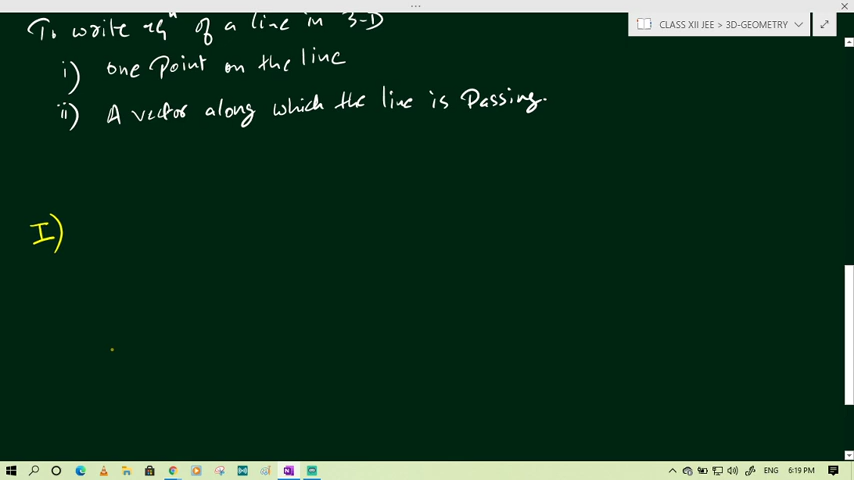 To write eqn of a line in 3-D
i) one Point on the line
ii) A vector along which the line is Passing.
I)
CLASS XII JEE > 3D-GEOMETRY
ENG 6:19 PM